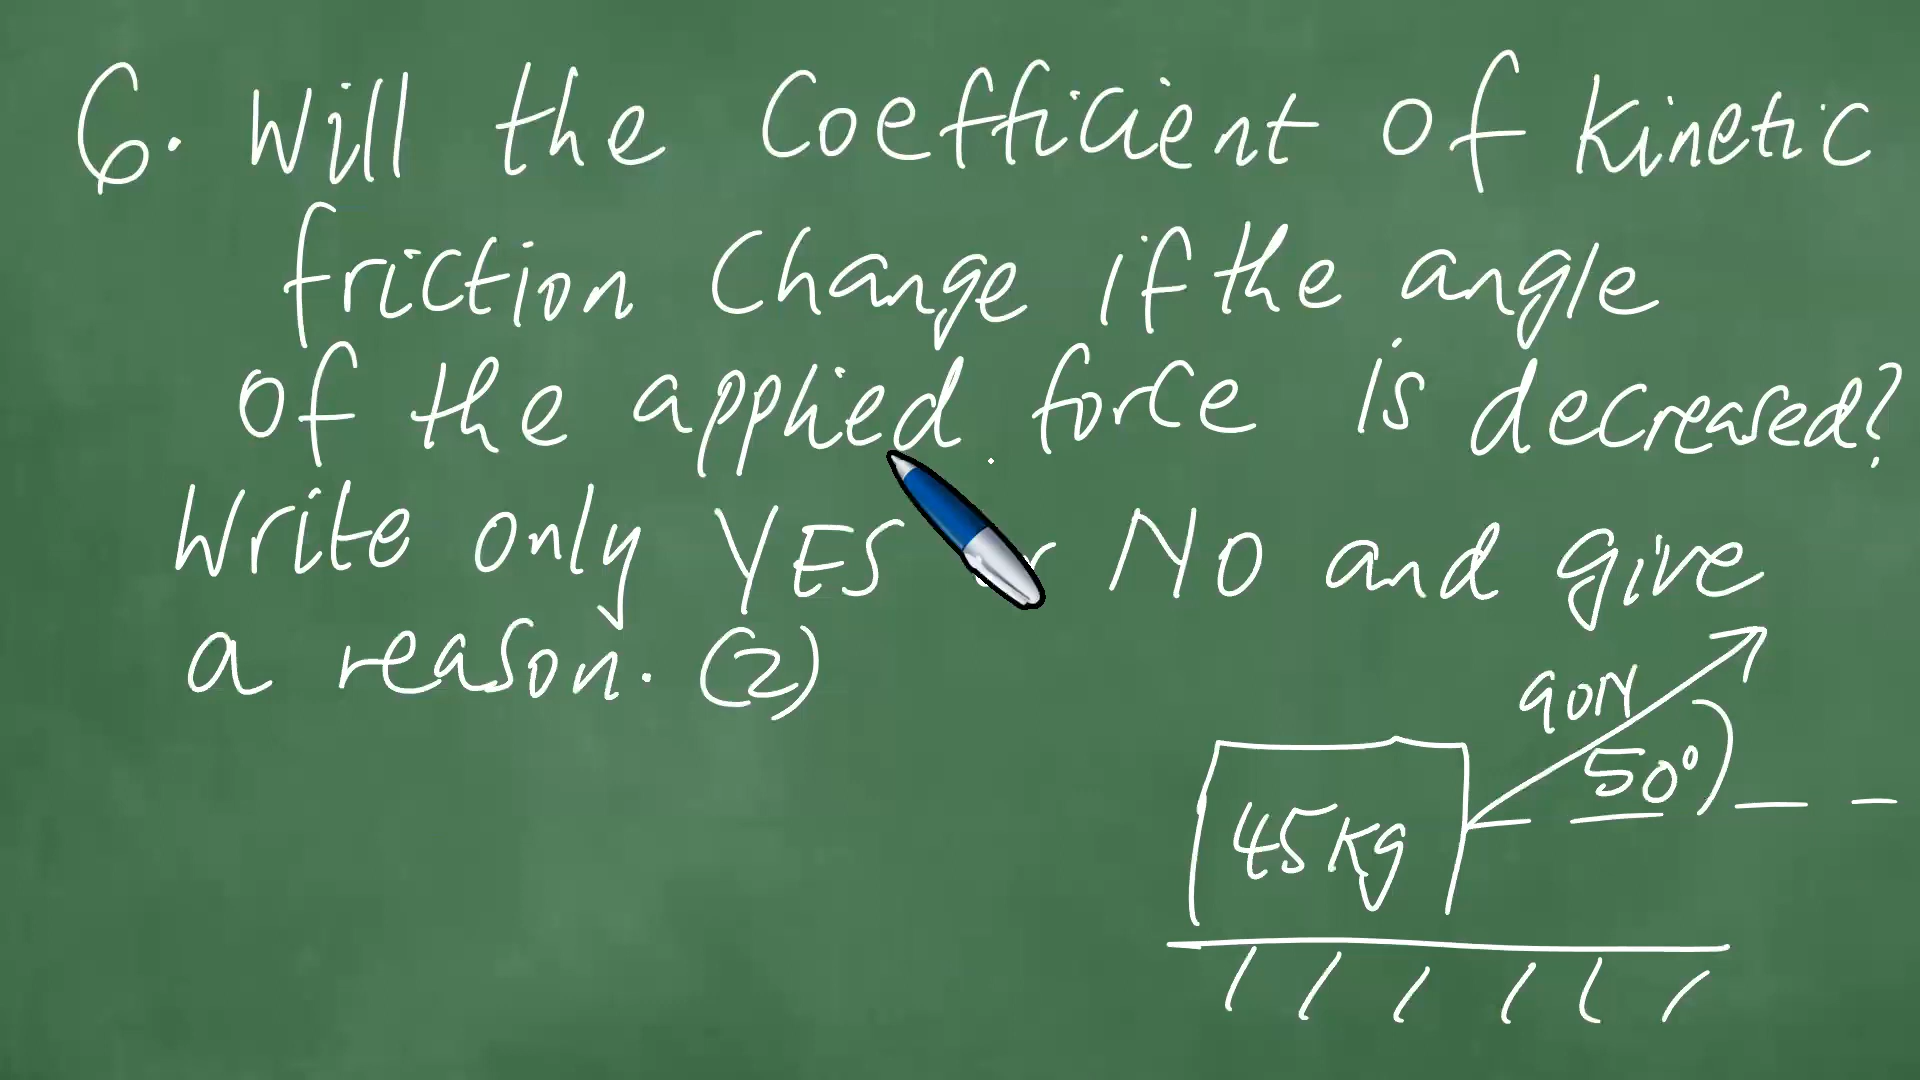 6. Will the Coefficient of Kinetic
friction Change if the angle
of the applied force is decreased?
Write only YES or NO and give
a reason. (2)
90N
50°
45Kg